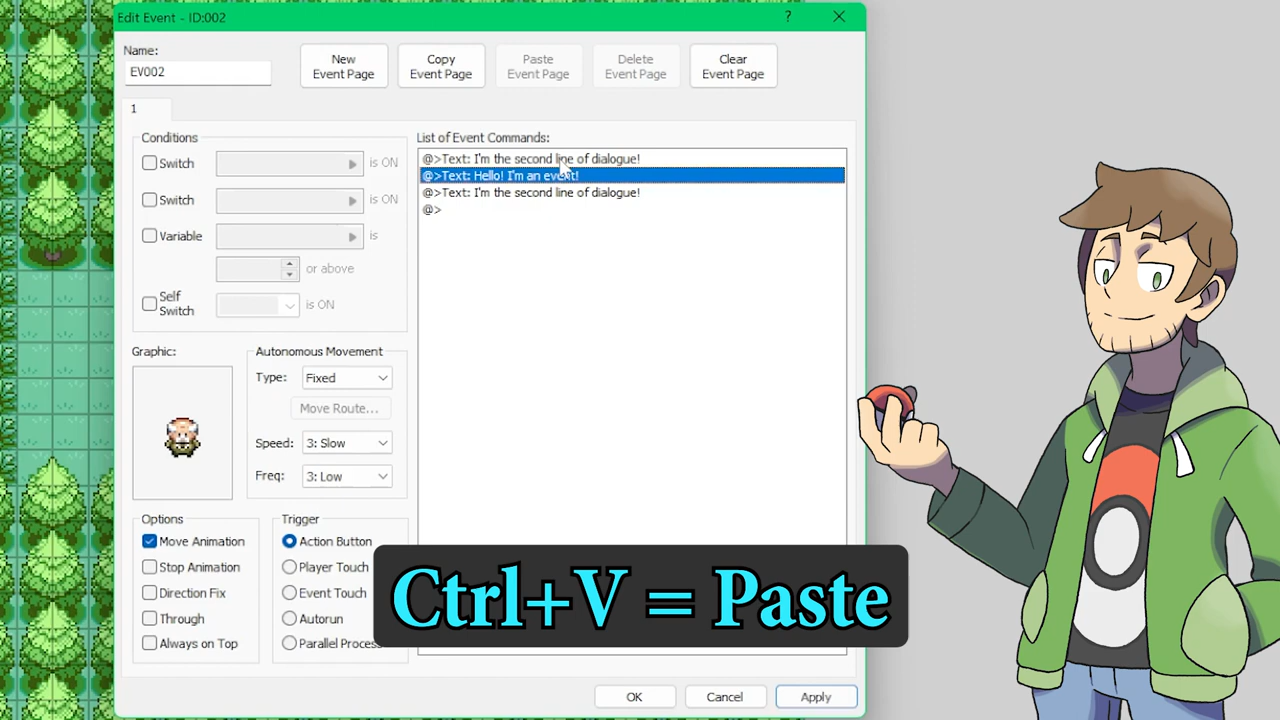 Edit Event - ID:002
?
Name:
EV002
New
Event Page
Copy
Event Page
Paste
Event Page
Delete
Event Page
Clear
Event Page
1
Conditions
Switch
is ON
Switch
is ON
Variable
is
or above
Self
Switch
is ON
Graphic:
Autonomous Movement
Type:
Fixed
Move Route...
Speed:
3: Slow
Freq:
3: Low
Options
Move Animation
Stop Animation
Direction Fix
Through
Always on Top
Trigger
Action Button
Player Touch
Event Touch
Autorun
Parallel Process
List of Event Commands:
@>Text: I'm the second line of dialogue!
@>Text: Hello! I'm an event!
@>Text: I'm the second line of dialogue!
@>
Ctrl+V = Paste
OK
Cancel
Apply